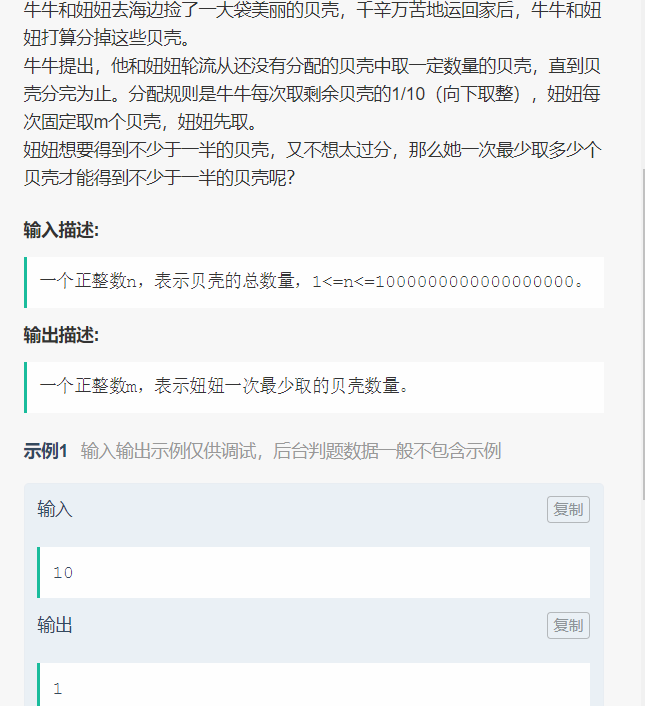 牛牛和妞妞去海边捡了一大袋美丽的贝壳，千辛万苦地运回家后，牛牛和妞
妞打算分掉这些贝壳。
牛牛提出，他和妞妞轮流从还没有分配的贝壳中取一定数量的贝壳，直到贝
壳分完为止。分配规则是牛牛每次取剩余贝壳的1/10（向下取整），妞妞每
次固定取m个贝壳，妞妞先取。
妞妞想要得到不少于一半的贝壳，又不想太过分，那么她一次最少取多少个
贝壳才能得到不少于一半的贝壳呢？
输入描述:
一个正整数n，表示贝壳的总数量，1<=n<=1000000000000000000。
输出描述:
一个正整数m，表示妞妞一次最少取的贝壳数量。
示例1 输入输出示例仅供调试，后台判题数据一般不包含示例
输入 复制
10
输出 复制
1